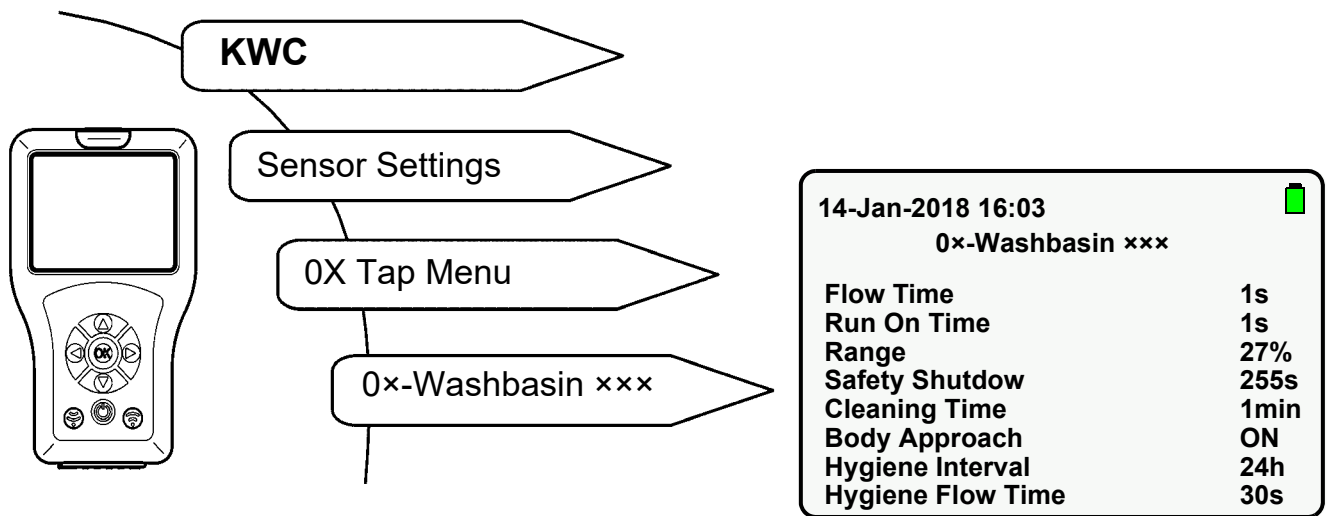 KWC
Sensor Settings
0X Tap Menu
0×-Washbasin ×××
OK
14-Jan-2018 16:03
0×-Washbasin ×××
Flow Time 1s
Run On Time 1s
Range 27%
Safety Shutdow 255s
Cleaning Time 1min
Body Approach ON
Hygiene Interval 24h
Hygiene Flow Time 30s